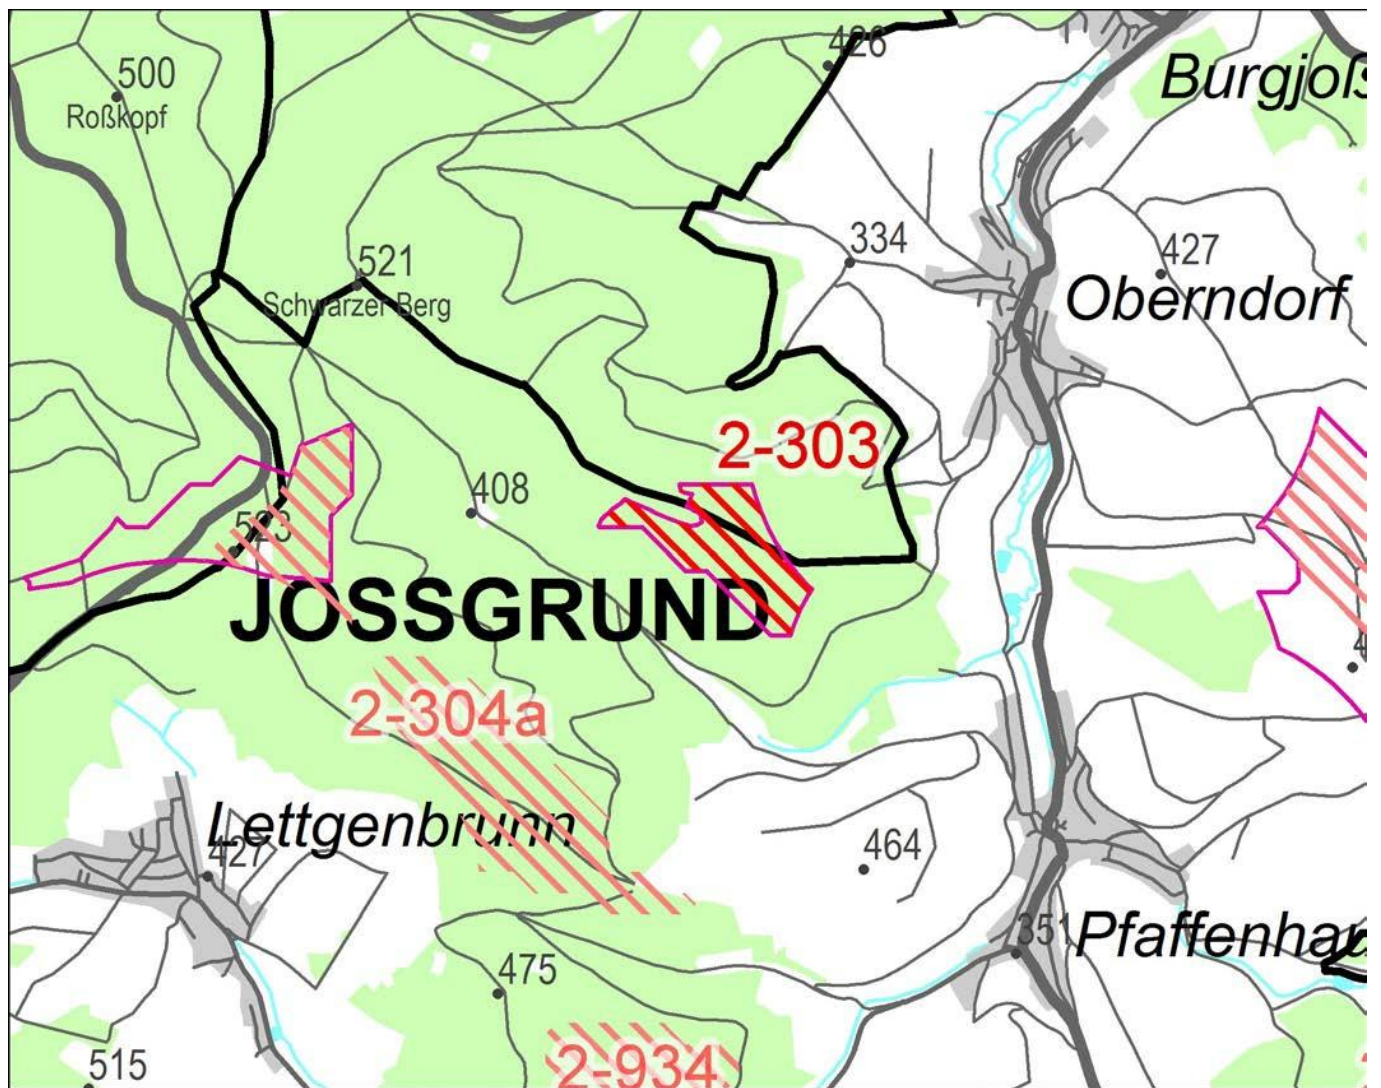 426
500
Roßkopf
Burgjoß
334
427
521
Schwarzer Berg
Oberndorf
2-303
408
523
JOSSGRUND
2-304a
Lettgenbrunn
427
464
351
Pfaffenhau
475
515
2-934